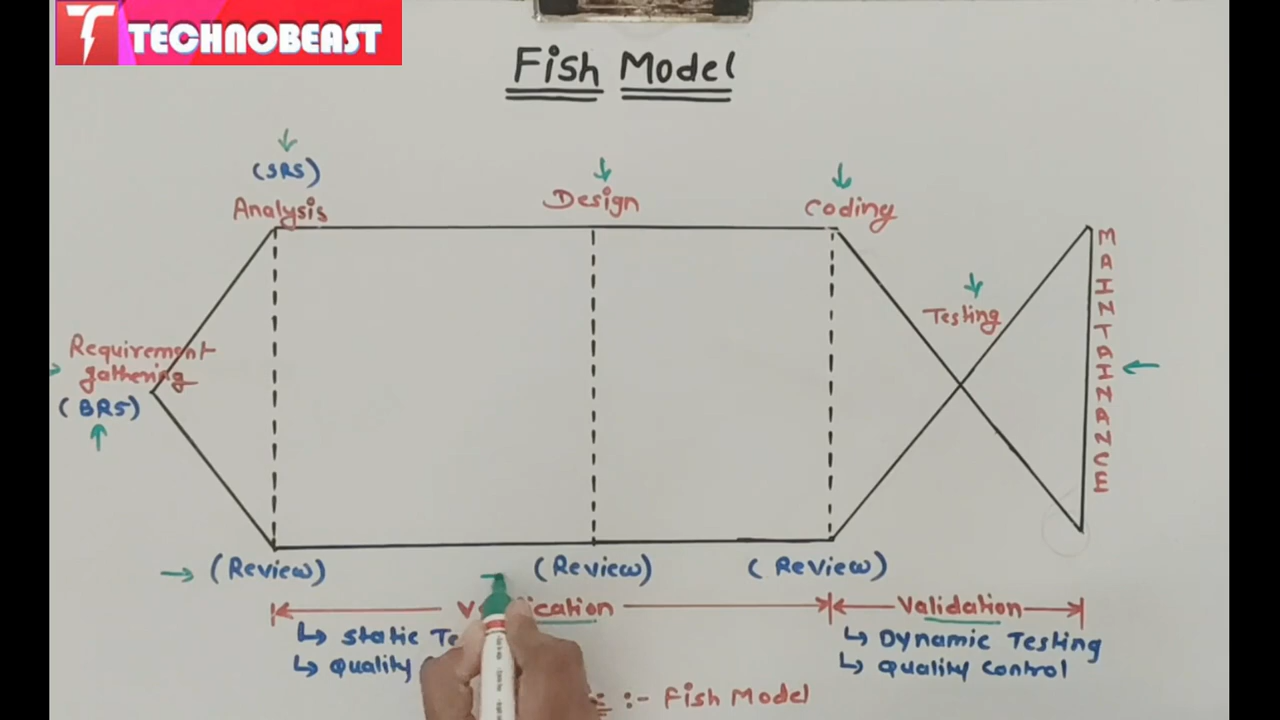 TECHNOBEAST
Fish Model
(SRS)
Analysis
Design
Coding
Testing
MAINTAINANCE
Requirement
gathering
(BRS)
(Review)
(Review)
(Review)
Validation
Static
Quality
Dynamic Testing
Quality Control
:- Fish Model